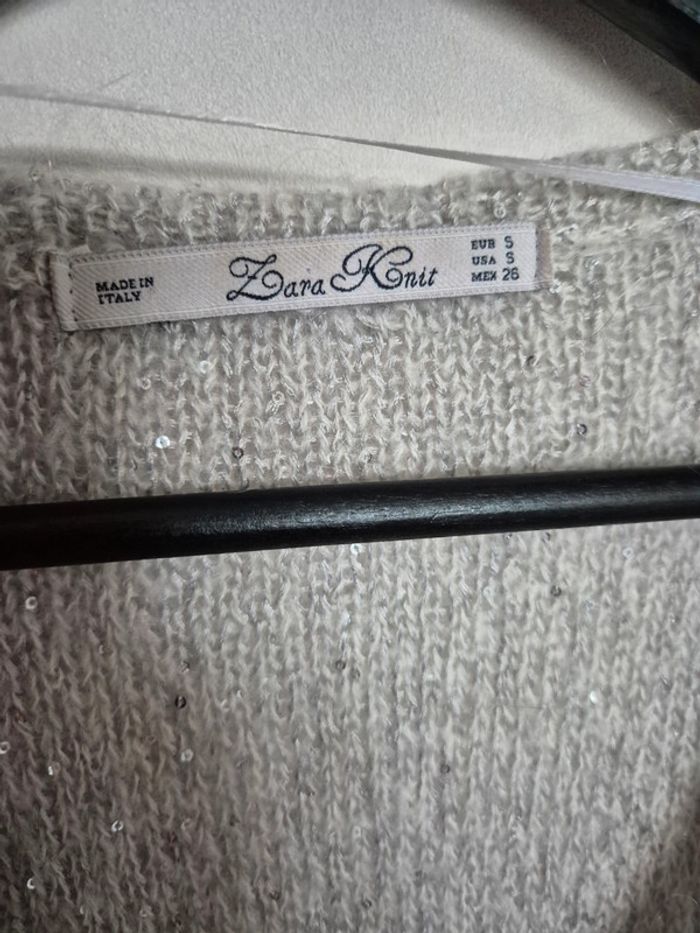 MADE IN
ITALY
Zara Knit
EUR S
USA S
MEX 26